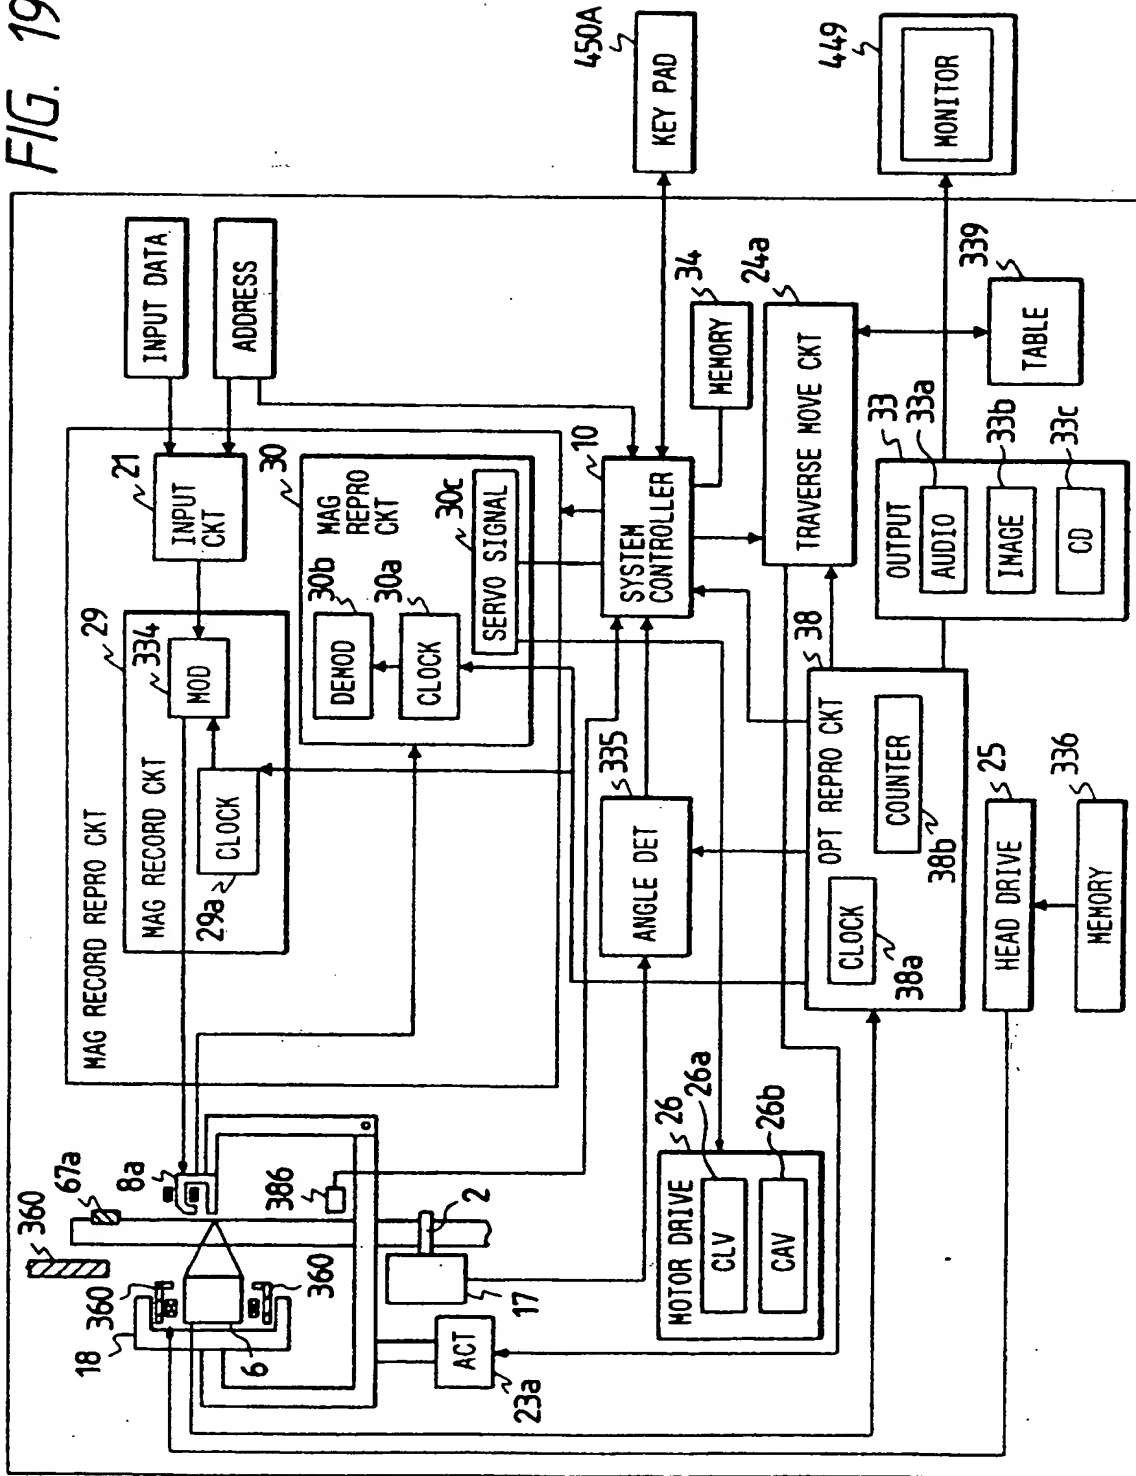 FIG. 19
INPUT DATA
ADDRESS
450A
KEY PAD
449
MONITOR
MAG RECORD REPRO CKT
29
MAG RECORD CKT
334
MOD
CLOCK
29a
21
INPUT
CKT
30
MAG
REPRO
CKT
30b
DEMOD
30a
CLOCK
30c
SERVO SIGNAL
10
SYSTEM
CONTROLLER
34
MEMORY
24a
TRAVERSE MOVE CKT
339
TABLE
33
OUTPUT
33a
AUDIO
33b
IMAGE
33c
CD
335
ANGLE DET
38
OPT REPRO CKT
CLOCK
38a
COUNTER
38b
25
HEAD DRIVE
336
MEMORY
26
MOTOR DRIVE
26a
CLV
26b
CAV
360
67a
8a
386
2
360
360
18
6
17
ACT
23a